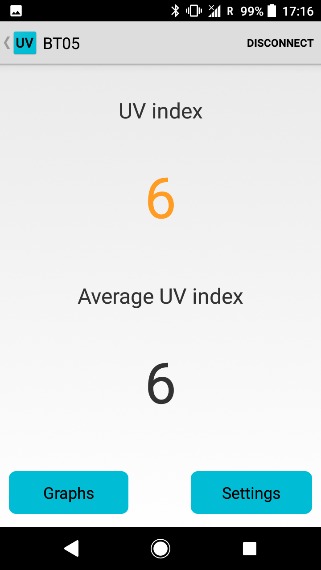 R 99% 17:16
UV BT05 DISCONNECT
UV index
6
Average UV index
6
Graphs Settings